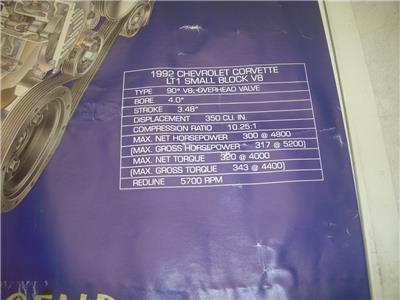 1992 CHEVROLET CORVETTE
LT1 SMALL BLOCK V8
TYPE 90° V8, OVERHEAD VALVE
BORE 4.0"
STROKE 3.48"
DISPLACEMENT 350 CU. IN.
COMPRESSION RATIO 10.25:1
MAX. NET HORSEPOWER 300 @ 4800
(MAX. GROSS HORSEPOWER 317 @ 5200)
MAX. NET TORQUE 320 @ 4000
(MAX. GROSS TORQUE 343 @ 4400)
REDLINE 5700 RPM